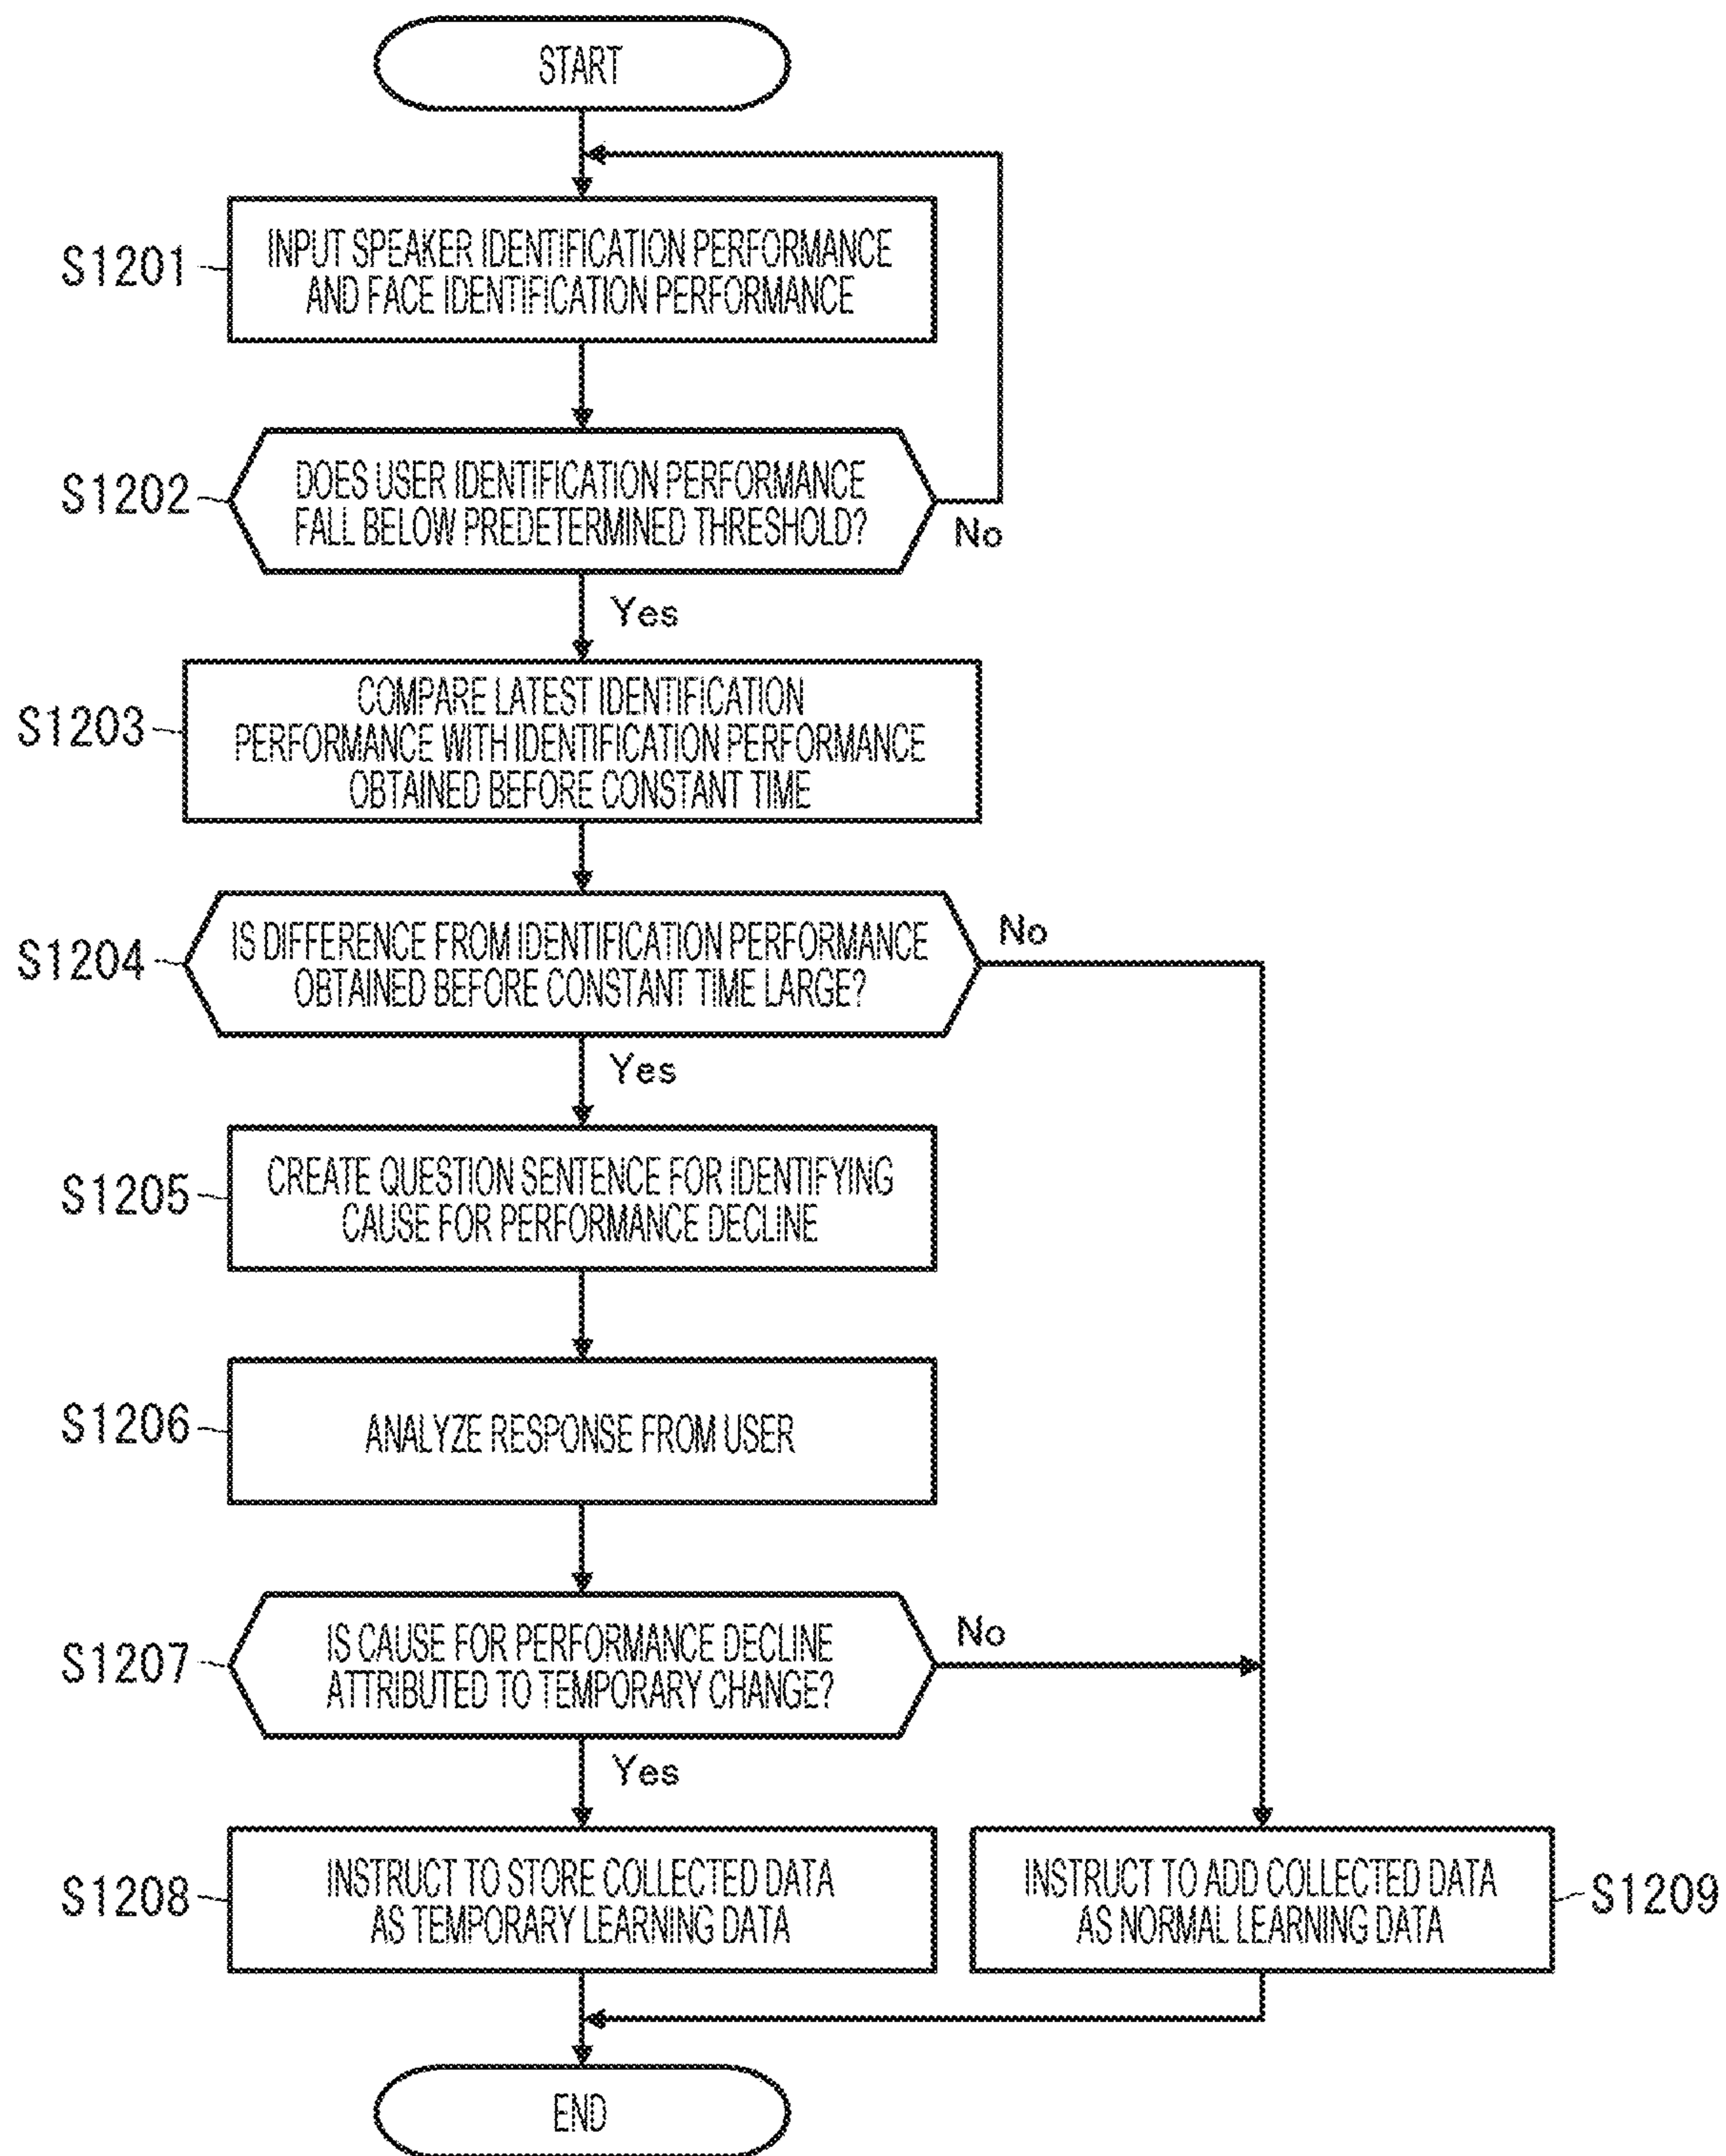 START
S1201
INPUT SPEAKER IDENTIFICATION PERFORMANCE
AND FACE IDENTIFICATION PERFORMANCE
S1202
DOES USER IDENTIFICATION PERFORMANCE
FALL BELOW PREDETERMINED THRESHOLD?
No
Yes
S1203
COMPARE LATEST IDENTIFICATION
PERFORMANCE WITH IDENTIFICATION PERFORMANCE
OBTAINED BEFORE CONSTANT TIME
S1204
IS DIFFERENCE FROM IDENTIFICATION PERFORMANCE
OBTAINED BEFORE CONSTANT TIME LARGE?
No
Yes
S1205
CREATE QUESTION SENTENCE FOR IDENTIFYING
CAUSE FOR PERFORMANCE DECLINE
S1206
ANALYZE RESPONSE FROM USER
S1207
IS CAUSE FOR PERFORMANCE DECLINE
ATTRIBUTED TO TEMPORARY CHANGE?
No
Yes
S1208
INSTRUCT TO STORE COLLECTED DATA
AS TEMPORARY LEARNING DATA
INSTRUCT TO ADD COLLECTED DATA
AS NORMAL LEARNING DATA
S1209
END